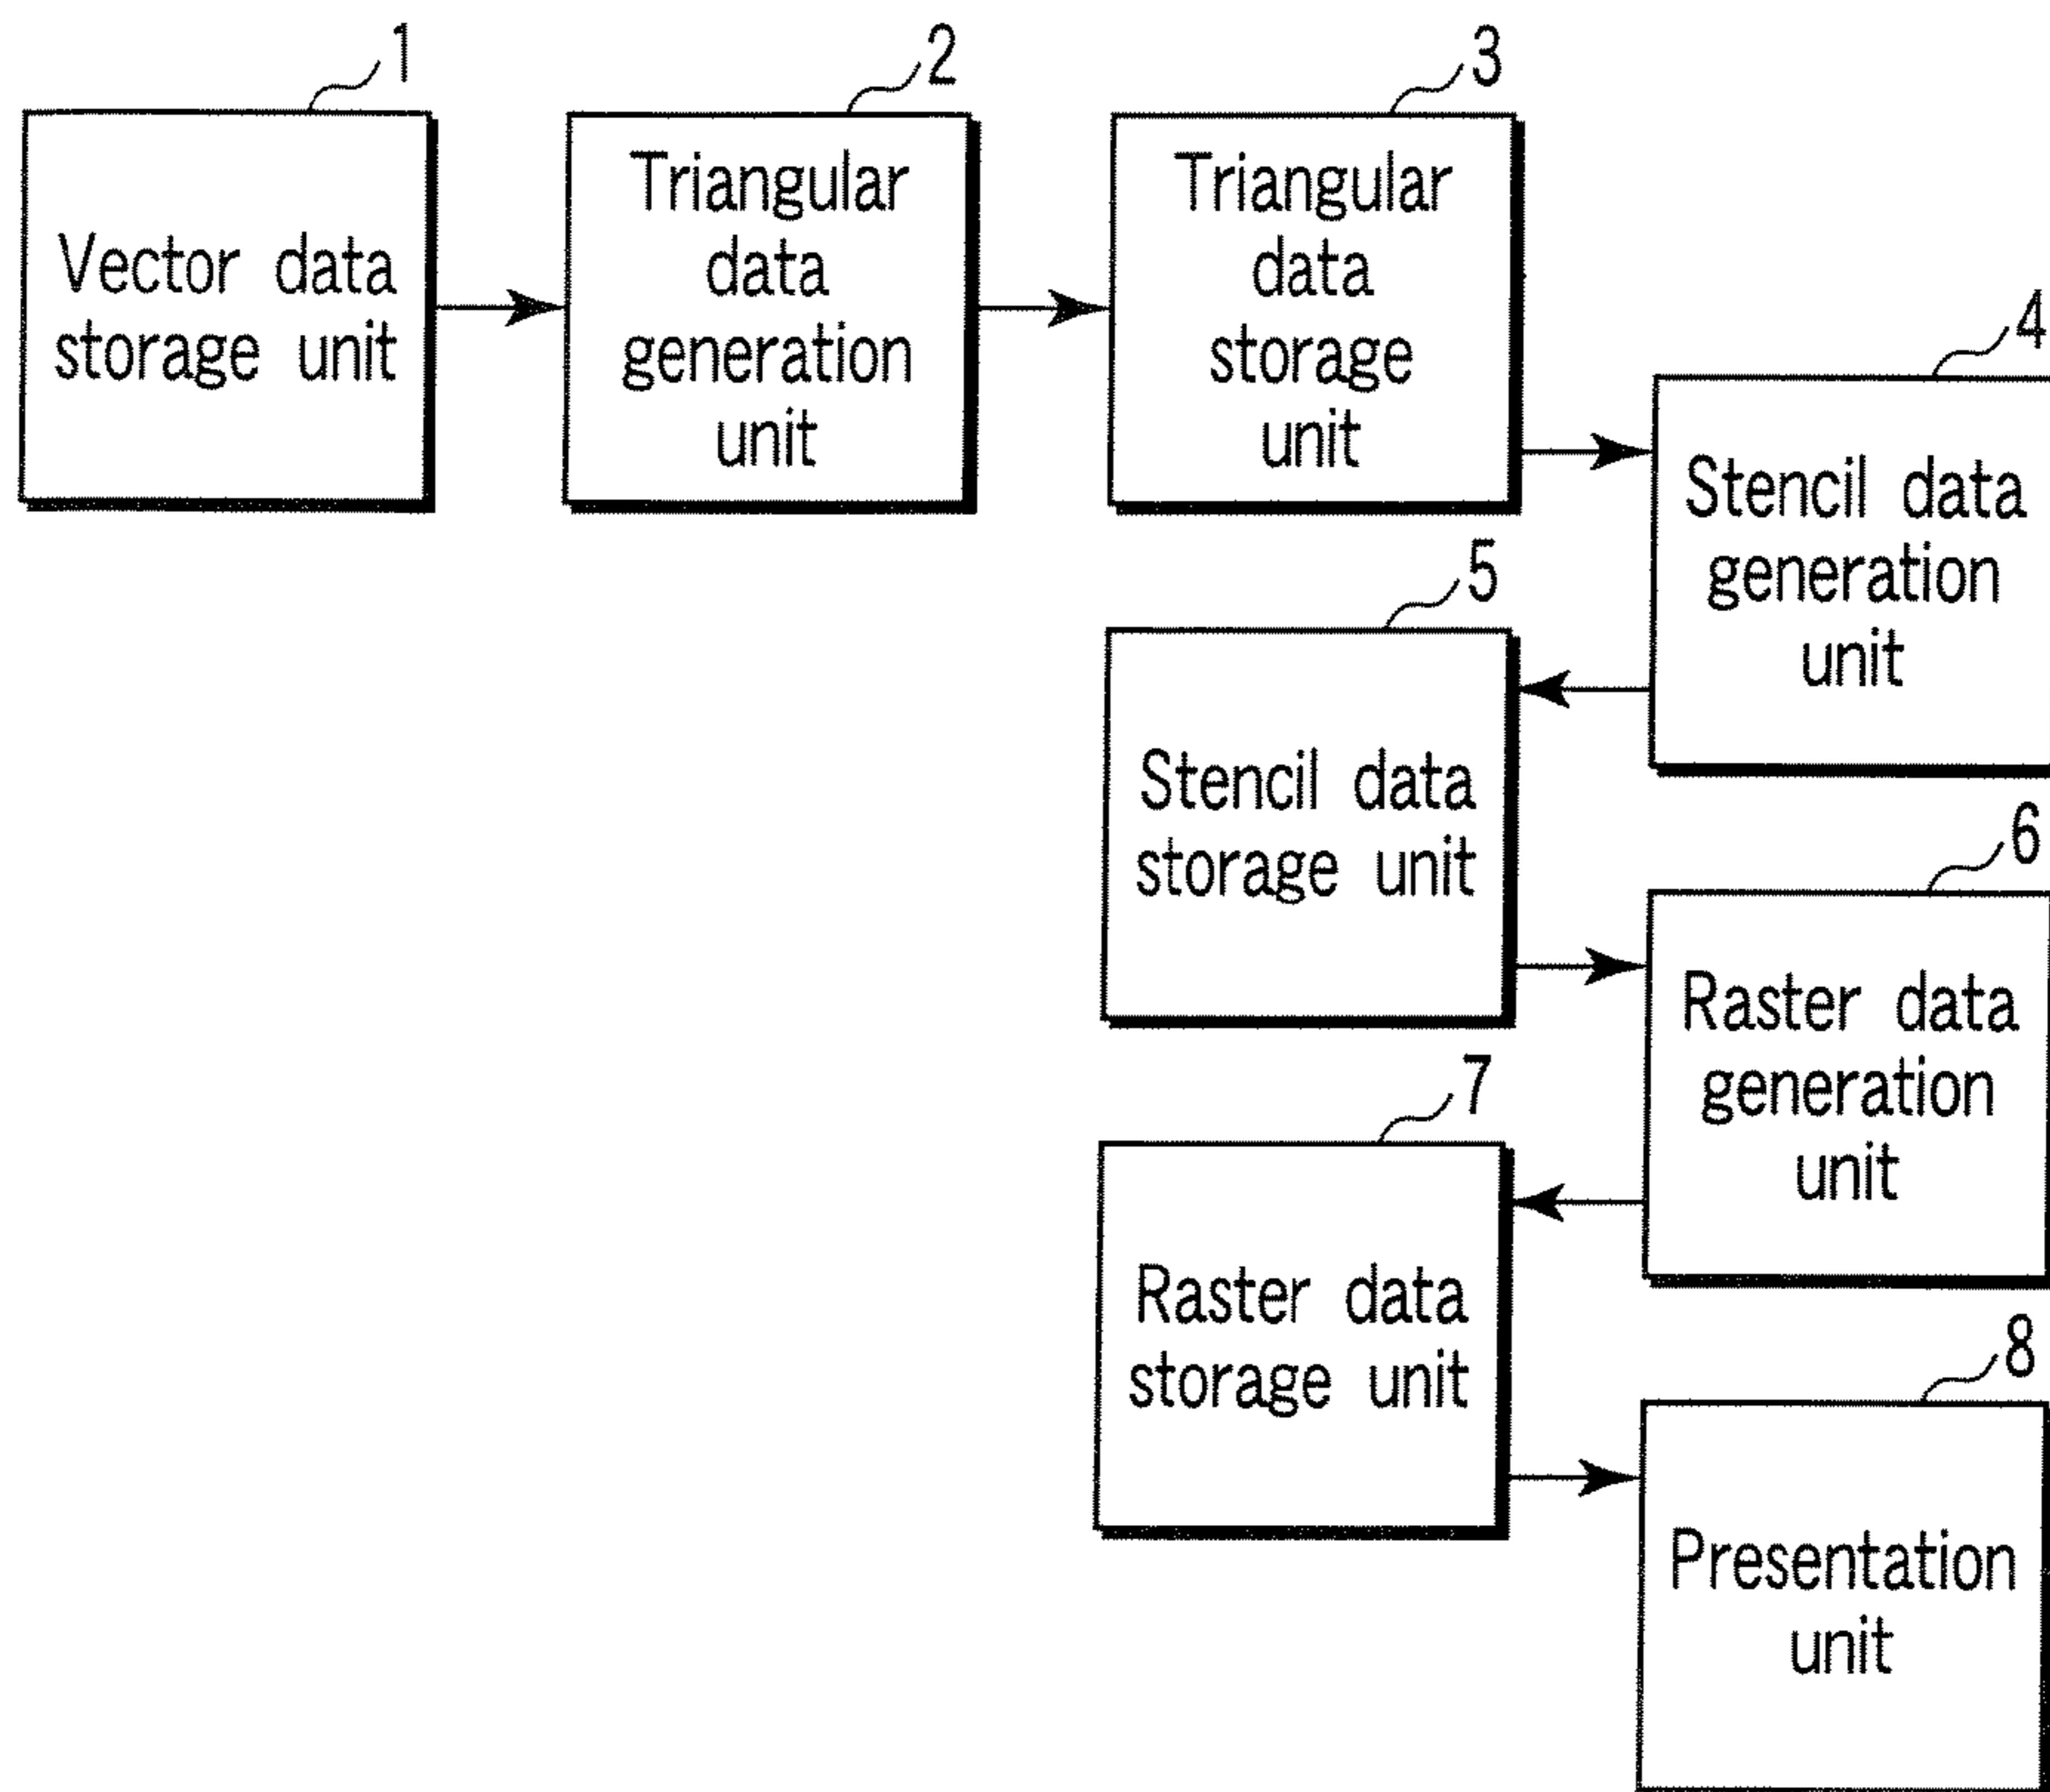 1
Vector data
storage unit
2
Triangular
data
generation
unit
3
Triangular
data
storage
unit
4
Stencil data
generation
unit
5
Stencil data
storage unit
6
Raster data
generation
unit
7
Raster data
storage unit
8
Presentation
unit